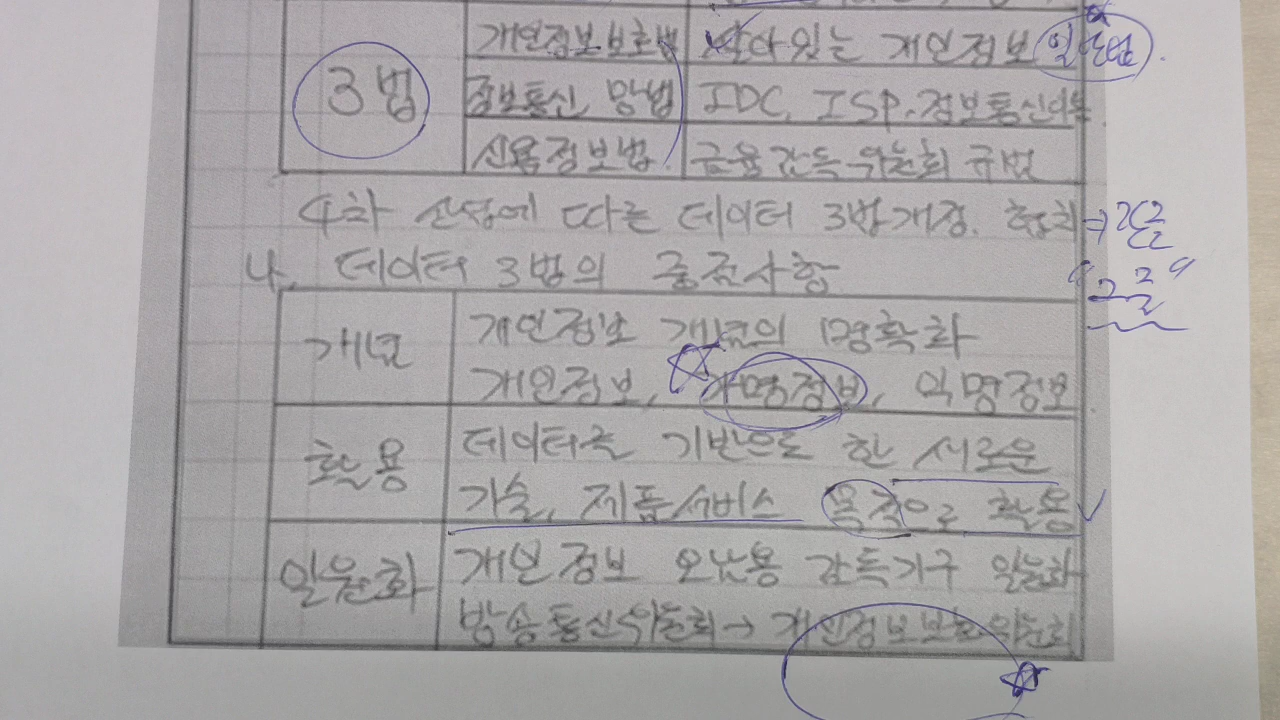 개인정보보호법 살아있는 개인정보 일반법
3법 정보통신 망법 IDC, ISP·정보통신의무
신용정보법 금융감독위원회 규범
4차 산업에 따른 데이터 3법개정.
나. 데이터 3법의 중점사항
개인정보 개념의 명확화
개념
개인정보, 가명정보, 익명정보
데이터를 기반으로 한 새로운
활용
기술, 제품서비스 목적으로 활용
개인정보 오남용 감독기구 일원화
일원화
방송통신위원회→개인정보보호위원회